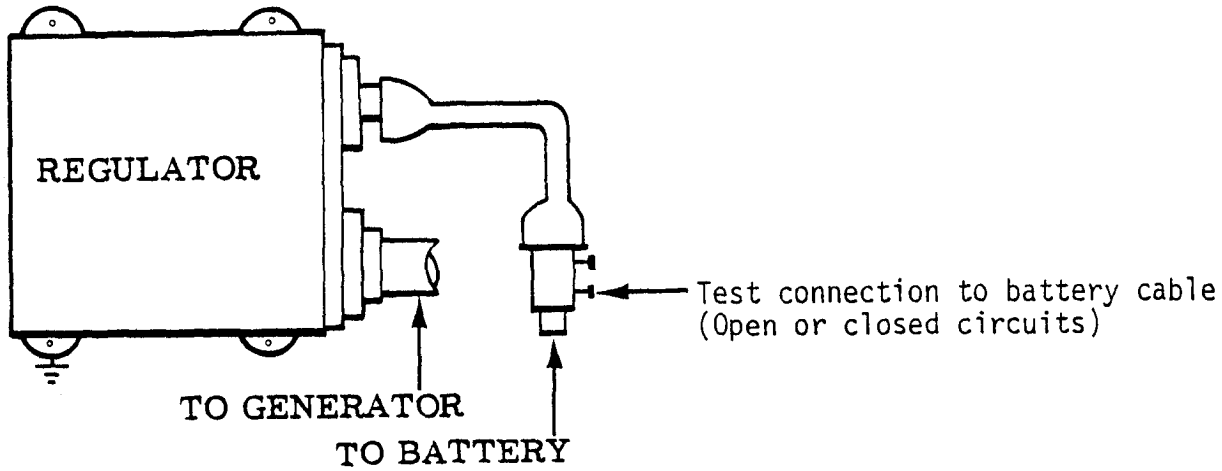 REGULATOR
Test connection to battery cable
(Open or closed circuits)
TO GENERATOR
TO BATTERY